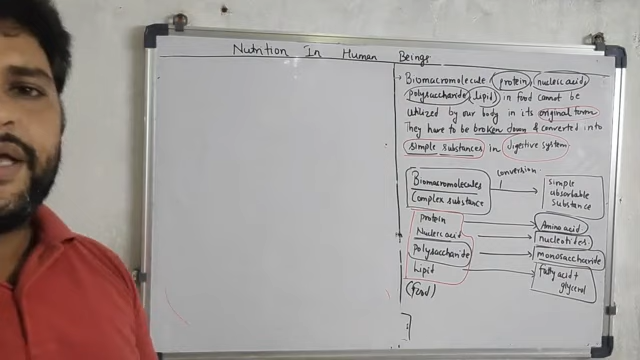 Nutrition In Human Beings
Biomacromolecule (protein, nucleic acid,
polysaccharide, lipid) in food cannot be
utilized by our body in its original form
They have to be broken down & converted into
simple substances in digestive system.
conversion
Biomacromolecules
Complex substance
Simple
absorbable
substance
protein
Amino acid
Nucleic acid
nucleotides.
Polysaccharide
monosaccharide
Lipid
fatty acid +
glycerol
(food)